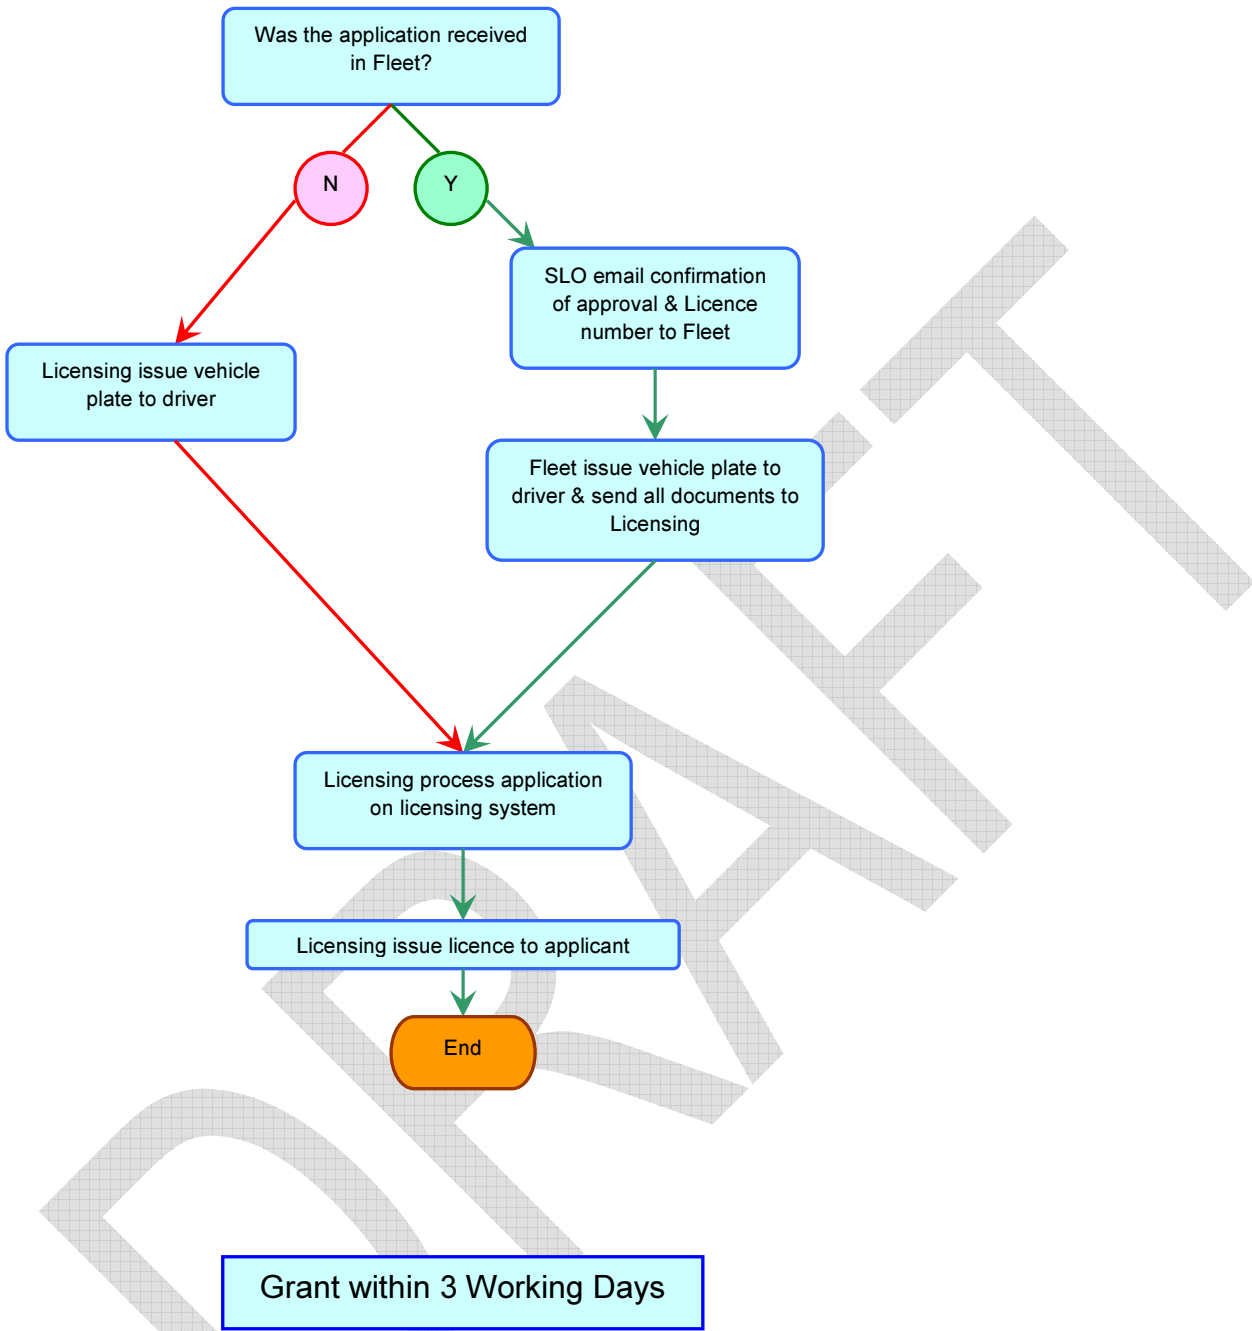 Was the application received
in Fleet?
N
Y
SLO email confirmation
of approval & Licence
number to Fleet
Licensing issue vehicle
plate to driver
Fleet issue vehicle plate to
driver & send all documents to
Licensing
Licensing process application
on licensing system
Licensing issue licence to applicant
End
Grant within 3 Working Days
DRAFT